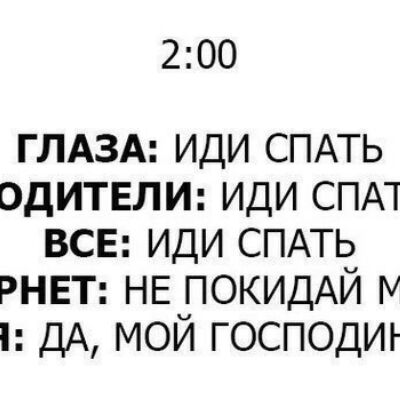 2:00
ГЛАЗА: ИДИ СПАТЬ
ОДИТЕЛИ: ИДИ СПАТ
ВСЕ: ИДИ СПАТЬ
РНЕТ: НЕ ПОКИДАЙ М
Я: ДА, МОЙ ГОСПОДИН